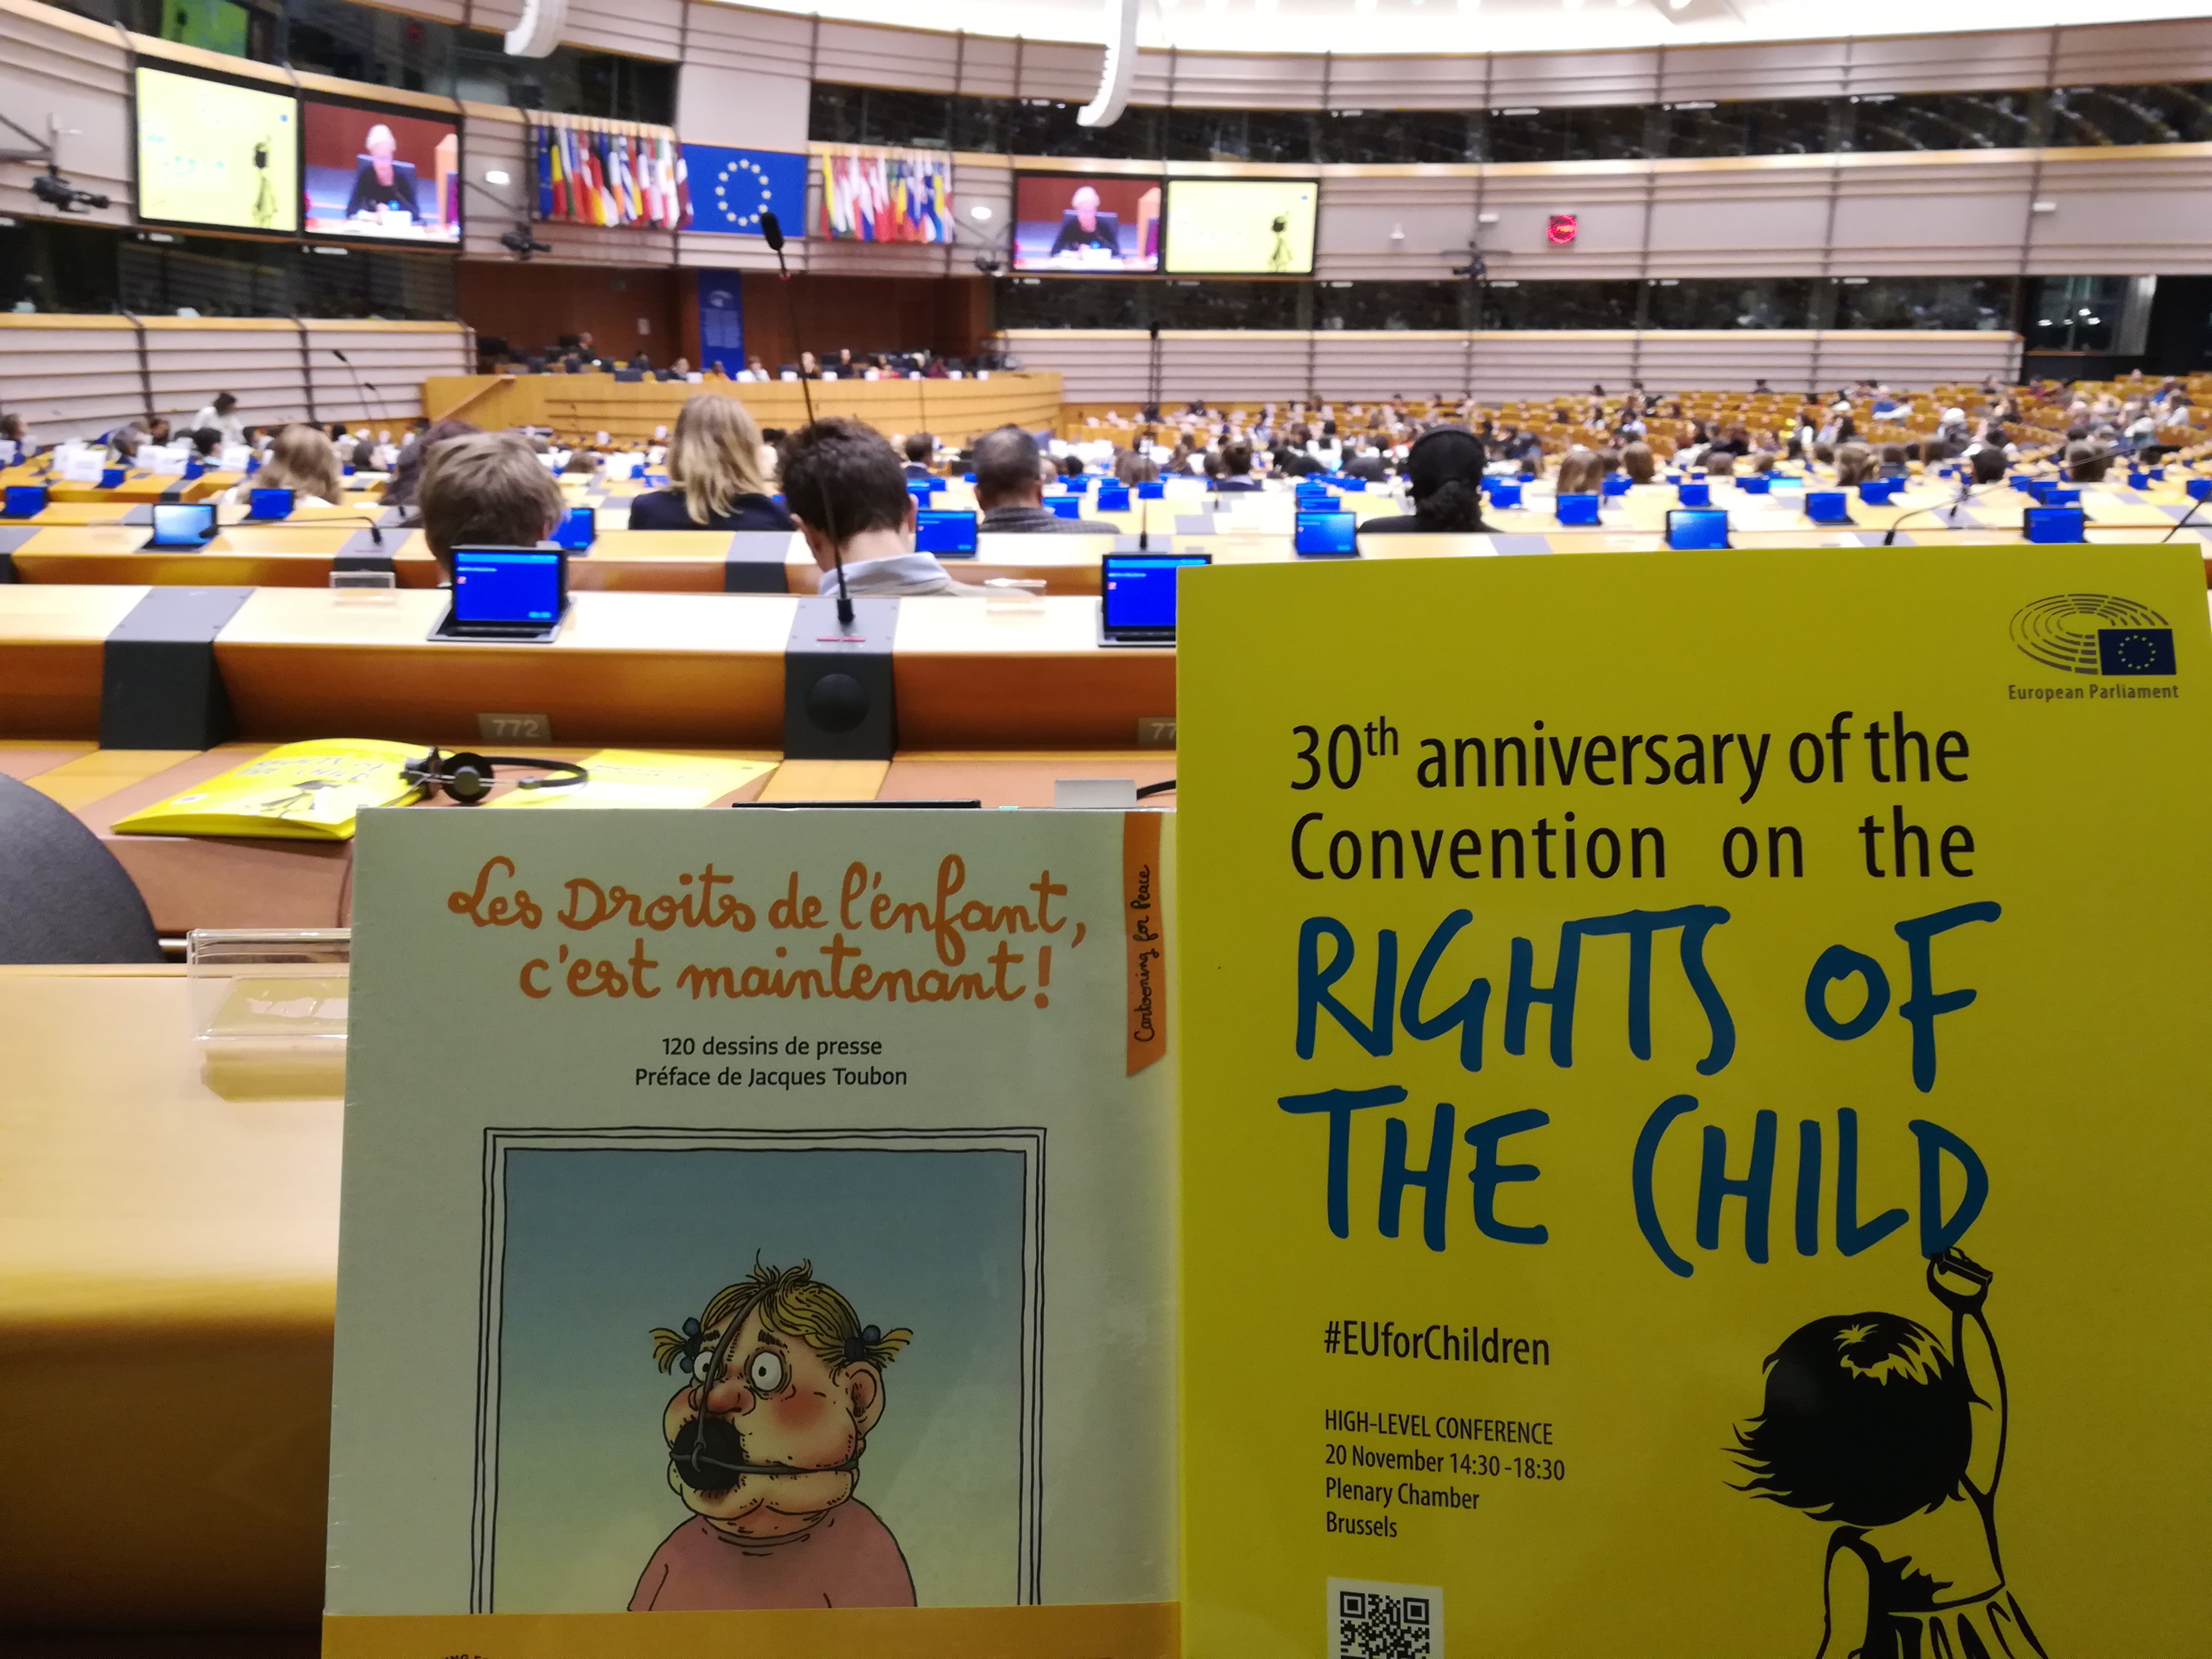 772
77
Les Droits de l'énfant,
c'est maintenant!
120 dessins de presse
Préface de Jacques Toubon
Cartooning for Peace
European Parliament
30th anniversary of the
Convention on the
RIGHTS OF
THE CHILD
#EUforChildren
HIGH-LEVEL CONFERENCE
20 November 14:30-18:30
Plenary Chamber
Brussels